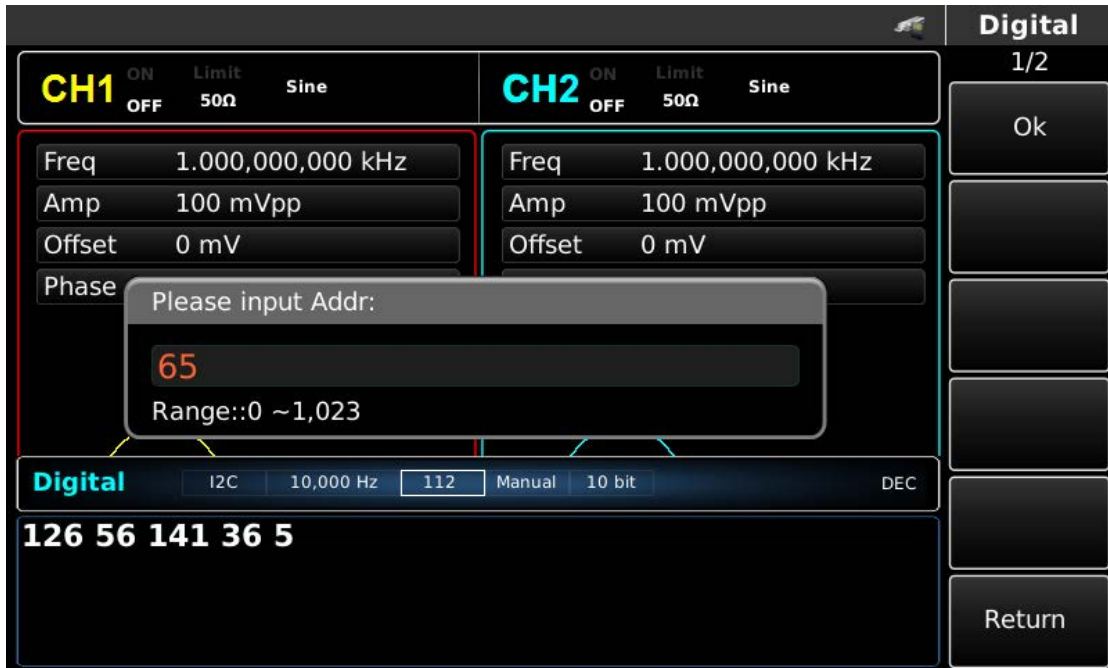 Digital
1/2
CH1 ON OFF Limit 50Ω Sine
CH2 ON OFF Limit 50Ω Sine
Ok
Freq 1.000,000,000 kHz
Freq 1.000,000,000 kHz
Amp 100 mVpp
Amp 100 mVpp
Offset 0 mV
Offset 0 mV
Phase
Please input Addr:
65
Range::0 ~1,023
Digital I2C 10,000 Hz 112 Manual 10 bit DEC
126 56 141 36 5
Return